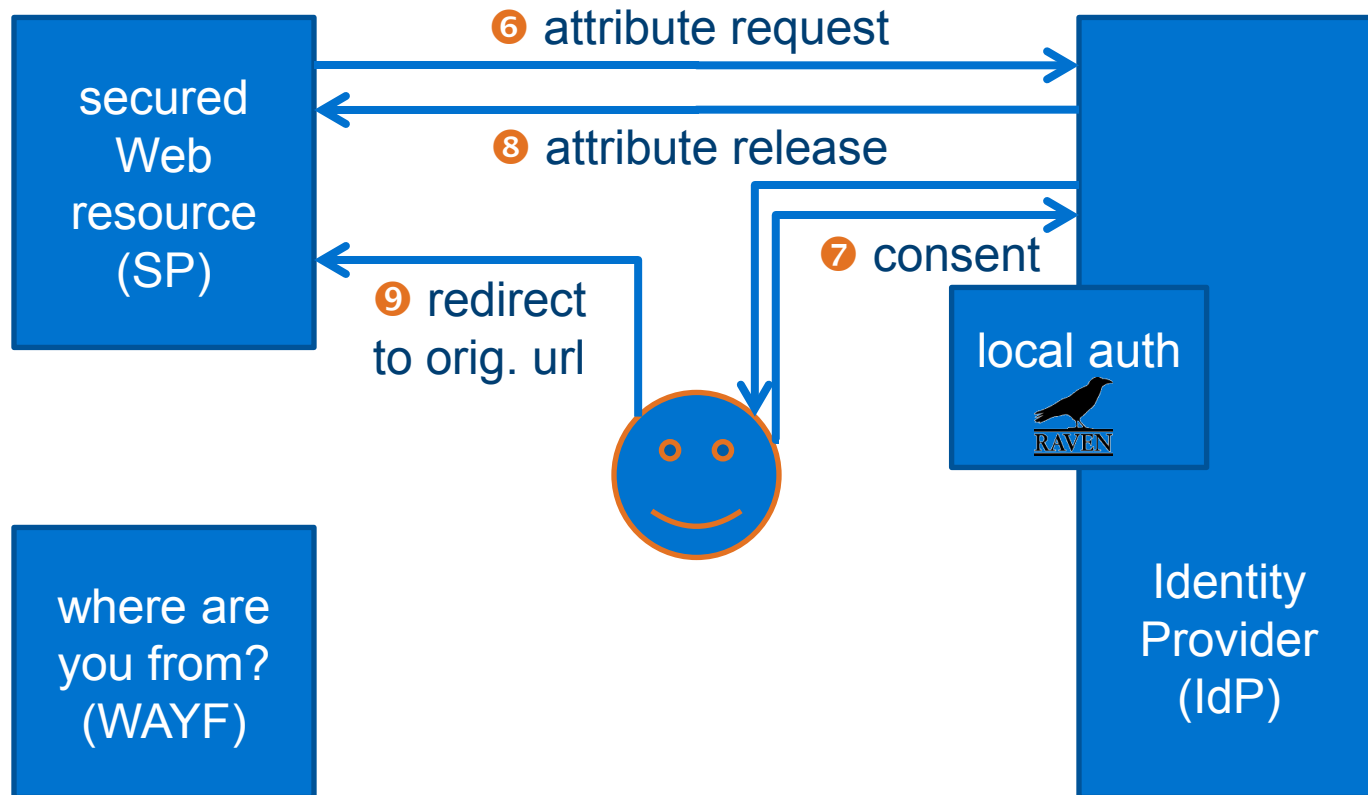 ❻ attribute request
secured
Web
resource
(SP)
❽ attribute release
❼ consent
❾ redirect
to orig. url
local auth
RAVEN
where are
you from?
(WAYF)
Identity
Provider
(IdP)